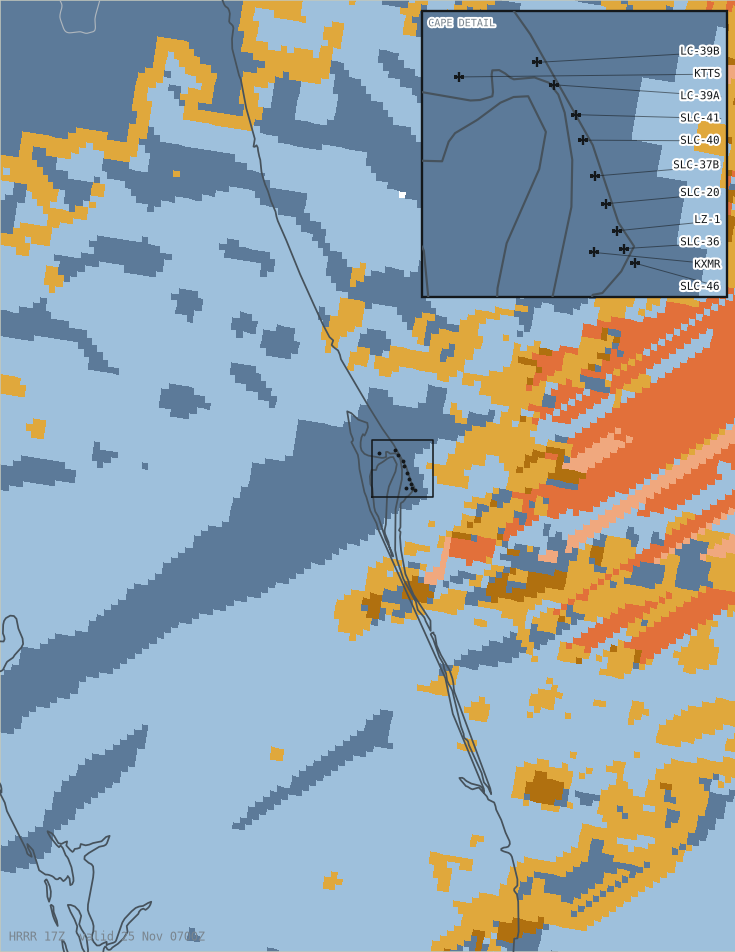 CAPE DETAIL
LC-39B
KTTS
LC-39A
SLC-41
SLC-40
SLC-37B
SLC-20
LZ-1
SLC-36
KXMR
SLC-46
HRRR 17Z valid 25 Nov